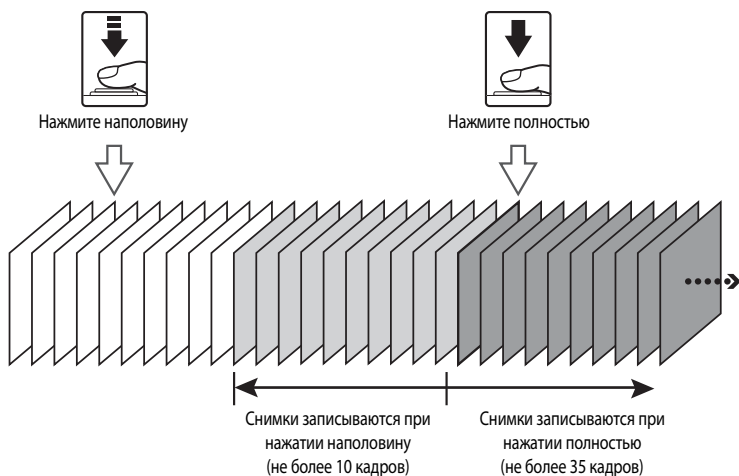 Нажмите наполовину
Нажмите полностью
Снимки записываются при
нажатии наполовину
(не более 10 кадров)
Снимки записываются при
нажатии полностью
(не более 35 кадров)